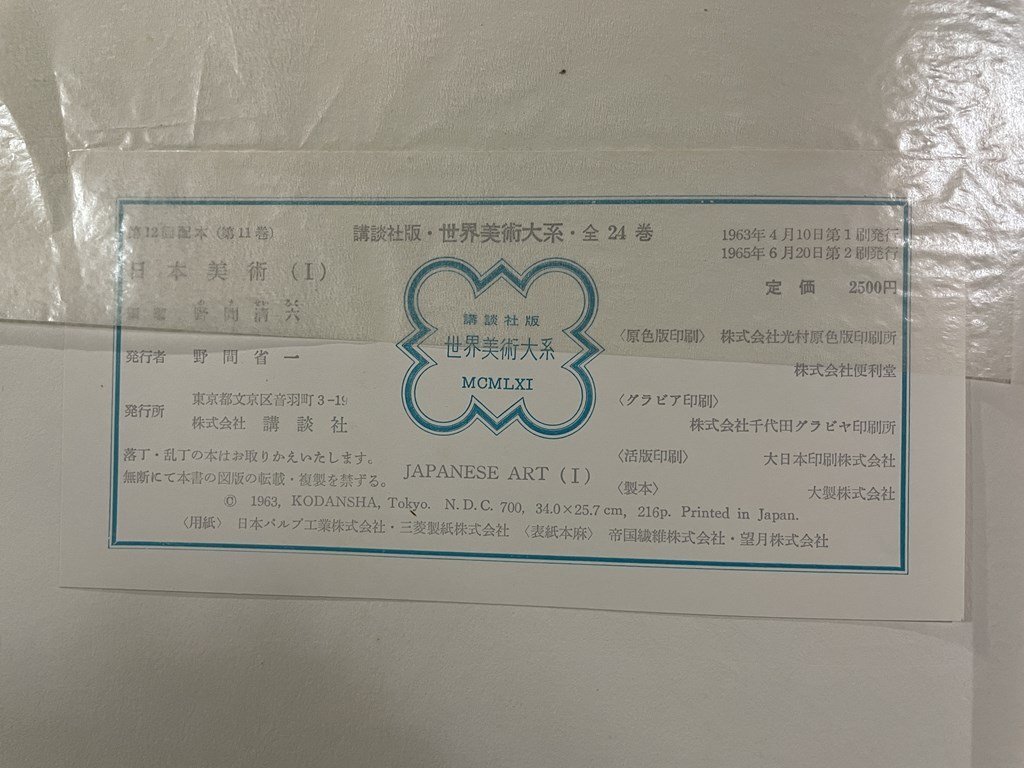 第12回配本（第11巻）
講談社版・世界美術大系・全 24 巻
1963年4月10日第1刷発行
1965年6月20日第2刷発行
日本美術（I）
定価 2500円
野間清六
発行者 野間省一
講談社版
世界美術大系
MCMLXI
〈原色版印刷〉 株式会社光村原色版印刷所
株式会社便利堂
発行所 東京都文京区音羽町3-19
株式会社 講談社
〈グラビア印刷〉
株式会社千代田グラビヤ印刷所
落丁・乱丁の本はお取りかえいたします。
無断にて本書の図版の転載・複製を禁ずる。
JAPANESE ART (I)
〈活版印刷〉 大日本印刷株式会社
〈製本〉 大製株式会社
© 1963, KODANSHA, Tokyo. N. D. C. 700, 34.0×25.7cm, 216p. Printed in Japan.
〈用紙〉 日本パルプ工業株式会社・三菱製紙株式会社 〈表紙本麻〉 帝国繊維株式会社・望月株式会社